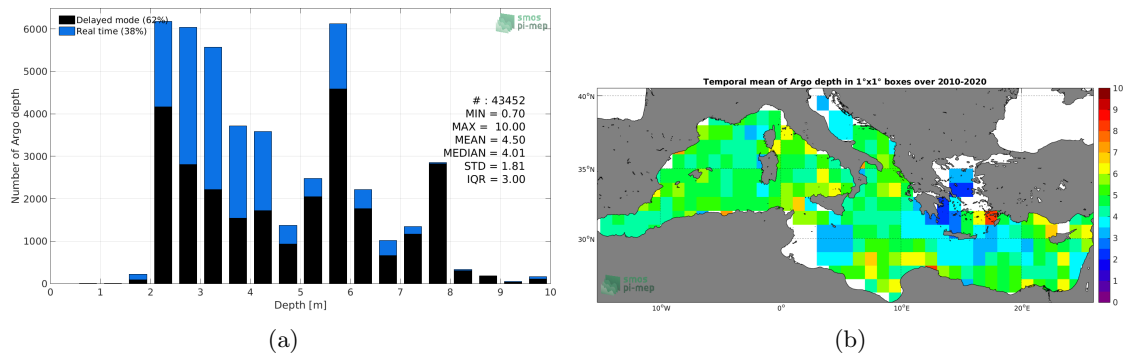 Delayed mode (62%)
Real time (38%)
smos
pi-mep
# : 43452
MIN = 0.70
MAX = 10.00
MEAN = 4.50
MEDIAN = 4.01
STD = 1.81
IQR = 3.00
Number of Argo depth
6000
5000
4000
3000
2000
1000
0
0 1 2 3 4 5 6 7 8 9 10
Depth [m]
(a)
Temporal mean of Argo depth in 1°x1° boxes over 2010-2020
40°N
35°N
30°N
10°W 0° 10°E 20°E
smos
pi-mep
10
9
8
7
6
5
4
3
2
1
0
(b)